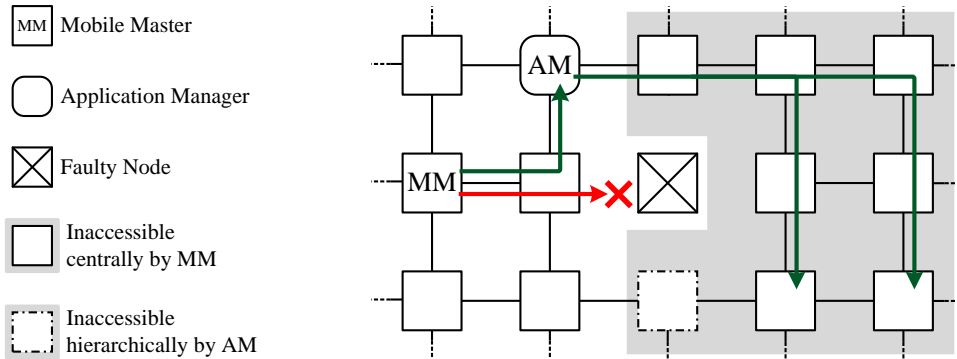 MM
Mobile Master
Application Manager
Faulty Node
Inaccessible
centrally by MM
Inaccessible
hierarchically by AM
AM
MM